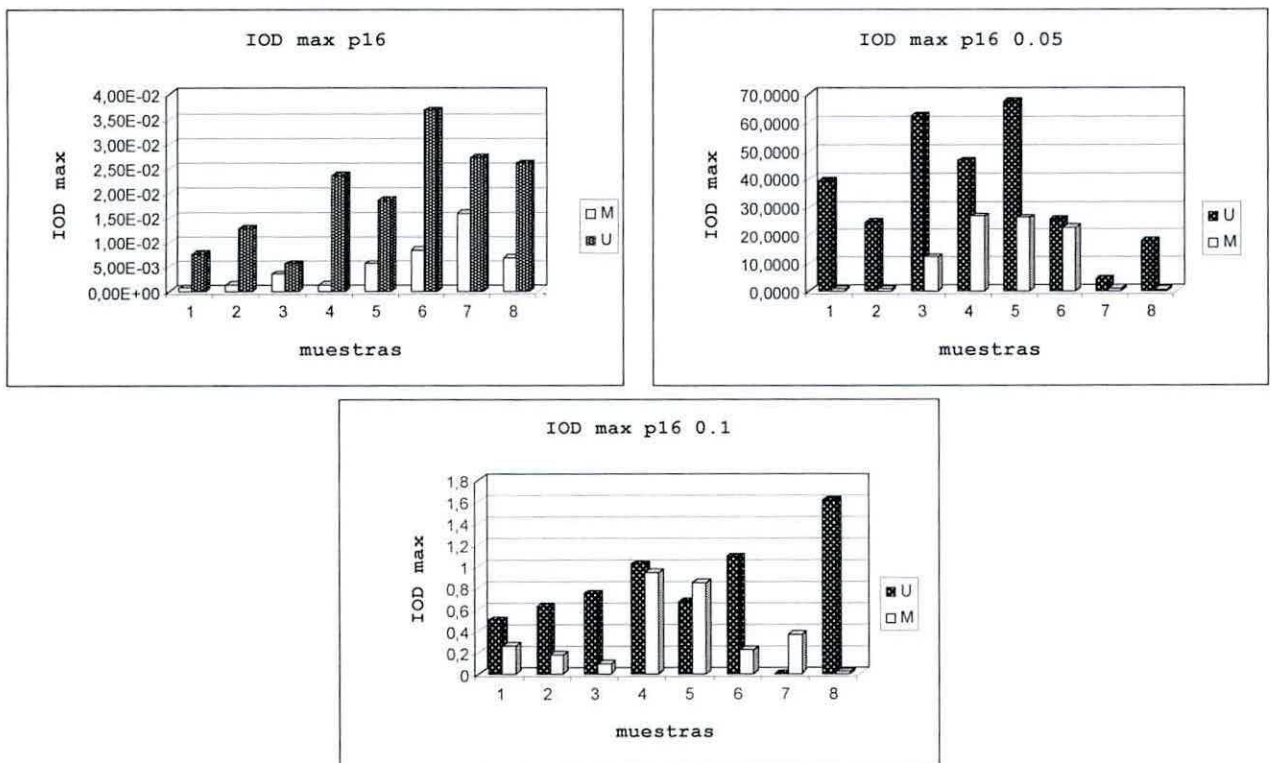 IOD max p16
4,00E-02
3,50E-02
3,00E-02
2,50E-02
2,00E-02
1,50E-02
1,00E-02
5,00E-03
0,00E+00
IOD max
1 2 3 4 5 6 7 8
muestras
M
U
IOD max p16 0.05
70,0000
60,0000
50,0000
40,0000
30,0000
20,0000
10,0000
0,0000
IOD max
1 2 3 4 5 6 7 8
muestras
U
M
IOD max p16 0.1
1,8
1,6
1,4
1,2
1
0,8
0,6
0,4
0,2
0
IOD max
1 2 3 4 5 6 7 8
muestras
U
M